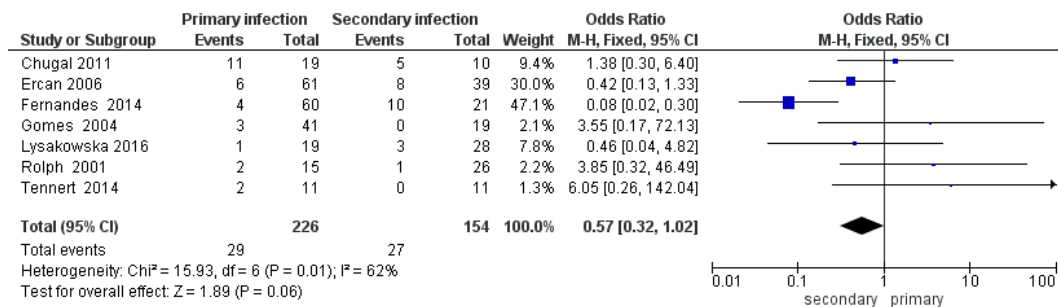 Primary infection Secondary infection Odds Ratio Odds Ratio
Study or Subgroup Events Total Events Total Weight M-H, Fixed, 95% CI M-H, Fixed, 95% CI
Chugal 2011 11 19 5 10 9.4% 1.38 [0.30, 6.40]
Ercan 2006 6 61 8 39 30.0% 0.42 [0.13, 1.33]
Fernandes 2014 4 60 10 21 47.1% 0.08 [0.02, 0.30]
Gomes 2004 3 41 0 19 2.1% 3.55 [0.17, 72.13]
Lysakowska 2016 1 19 3 28 7.8% 0.46 [0.04, 4.82]
Rolph 2001 2 15 1 26 2.2% 3.85 [0.32, 46.49]
Tennert 2014 2 11 0 11 1.3% 6.05 [0.26, 142.04]
Total (95% CI) 226 154 100.0% 0.57 [0.32, 1.02]
Total events 29 27
Heterogeneity: Chi² = 15.93, df = 6 (P = 0.01); I² = 62%
Test for overall effect: Z = 1.89 (P = 0.06)
0.01 0.1 1 10 100
secondary primary